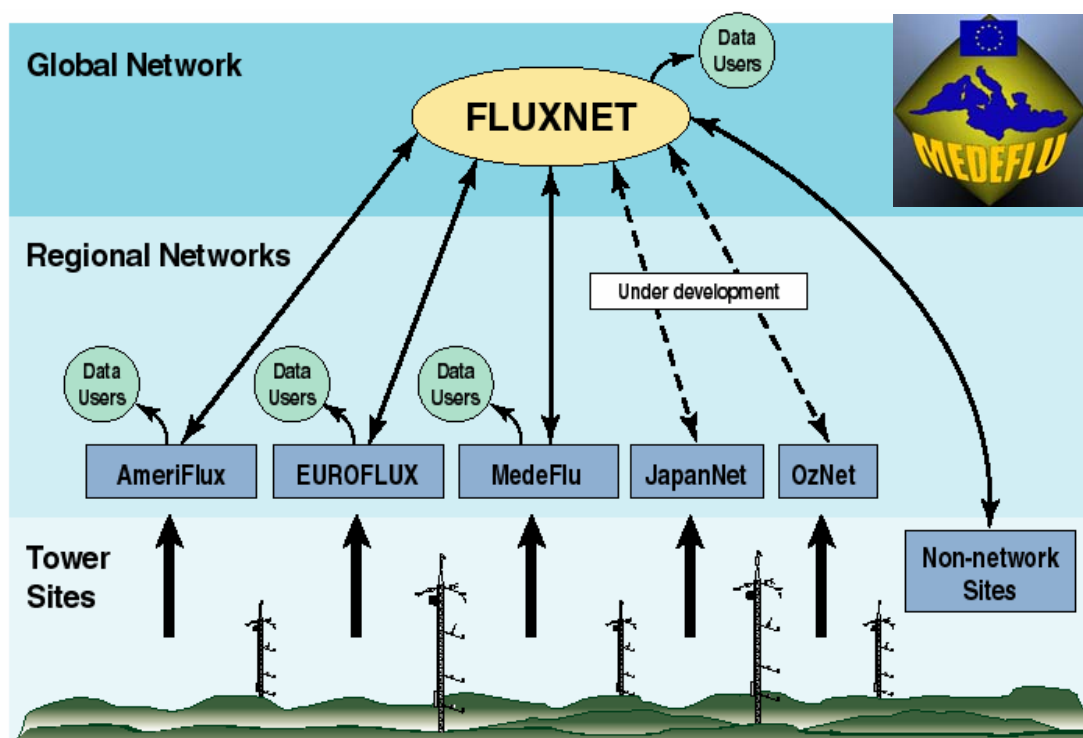 Global Network
Data
Users
FLUXNET
MEDEFLU
Regional Networks
Under development
Data
Users
Data
Users
Data
Users
AmeriFlux
EUROFLUX
MedeFlu
JapanNet
OzNet
Tower
Sites
Non-network
Sites